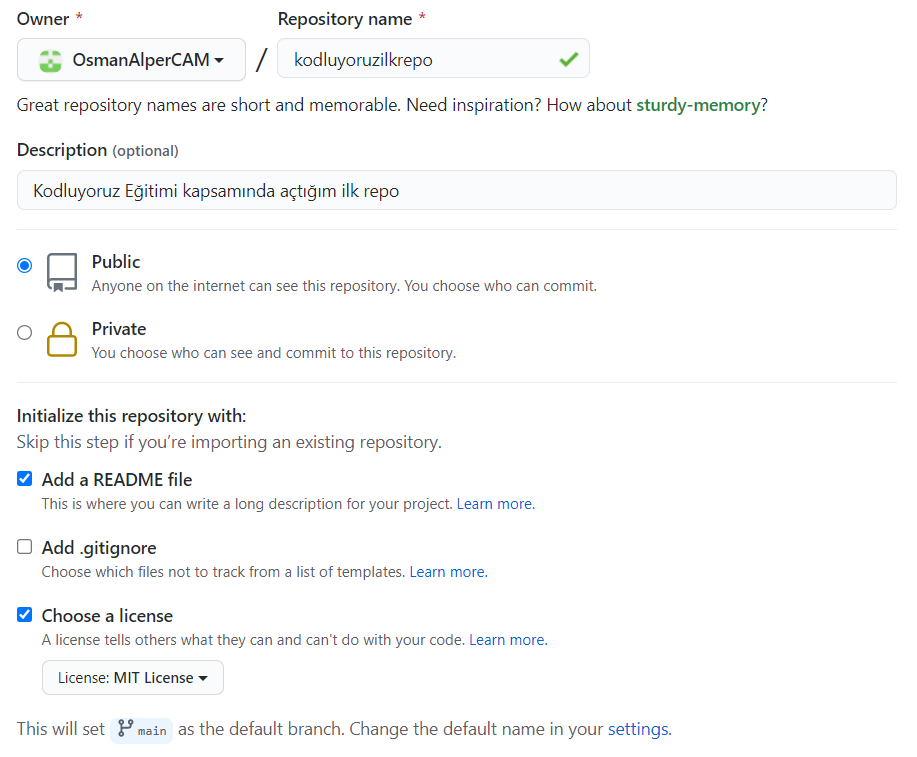 Owner *
Repository name *
OsmanAlperCAM / kodluyoruzilkrepo
Great repository names are short and memorable. Need inspiration? How about sturdy-memory?
Description (optional)
Kodluyoruz Eğitimi kapsamında açtığım ilk repo
Public
Anyone on the internet can see this repository. You choose who can commit.
Private
You choose who can see and commit to this repository.
Initialize this repository with:
Skip this step if you’re importing an existing repository.
Add a README file
This is where you can write a long description for your project. Learn more.
Add .gitignore
Choose which files not to track from a list of templates. Learn more.
Choose a license
A license tells others what they can and can't do with your code. Learn more.
License: MIT License
This will set main as the default branch. Change the default name in your settings.